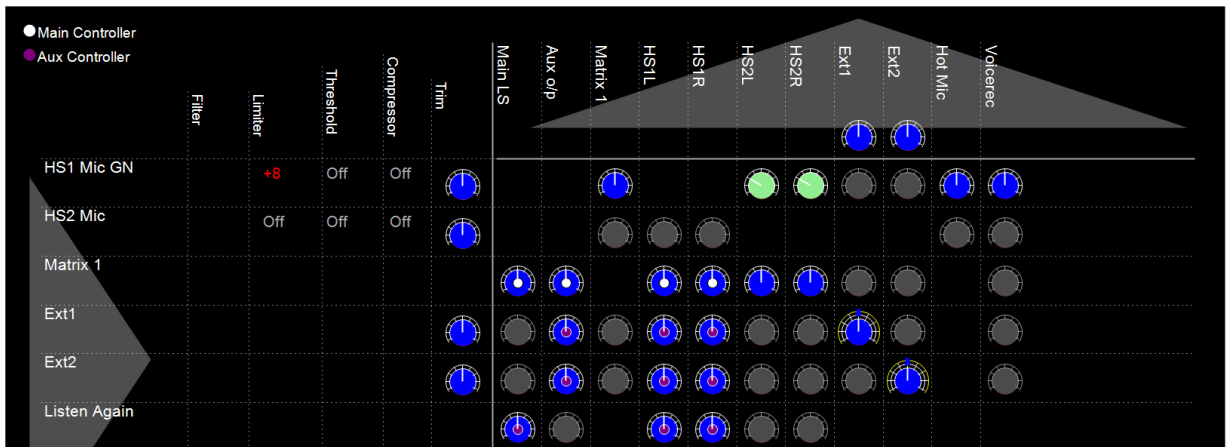 Main Controller
Aux Controller
Filter
Limiter
Threshold
Compressor
Trim
Main LS
Aux o/p
Matrix 1
HS1L
HS1R
HS2L
HS2R
Ext1
Ext2
Hot Mic
Voicerec
HS1 Mic GN +8 Off Off
HS2 Mic Off Off Off
Matrix 1
Ext1
Ext2
Listen Again